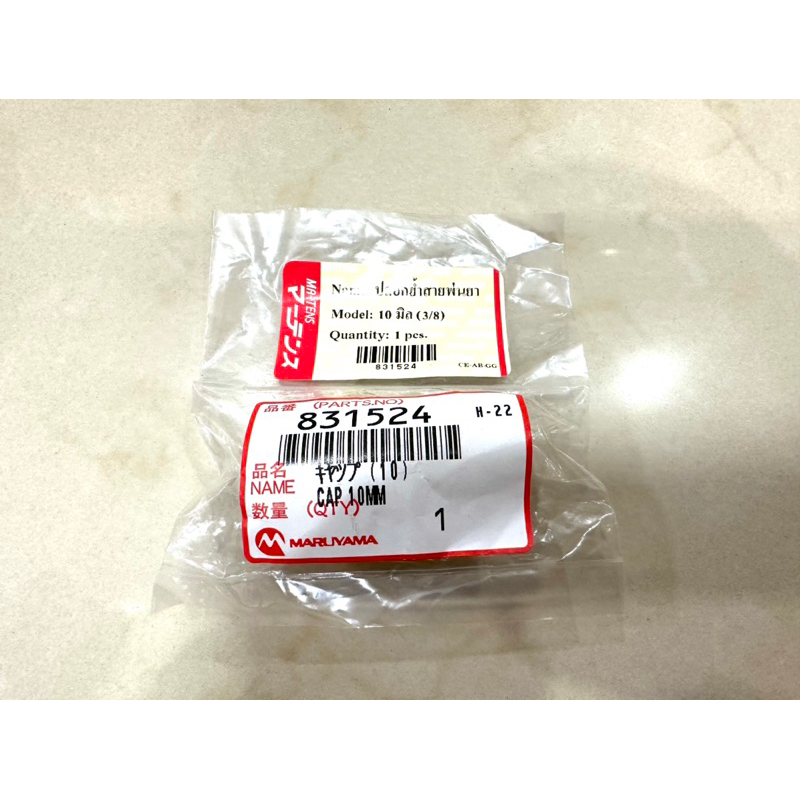 MARTENS
マーテンス
Name: ปลอกย้ำสายพ่นยา
Model: 10 มิล (3/8)
Quantity: 1 pcs.
831524
CE-AB-GG
品番 (PARTS.NO)
831524
H-22
品名 キャップ(10)
NAME CAP 10MM
数量 (Q'TY) 1
MARUYAMA